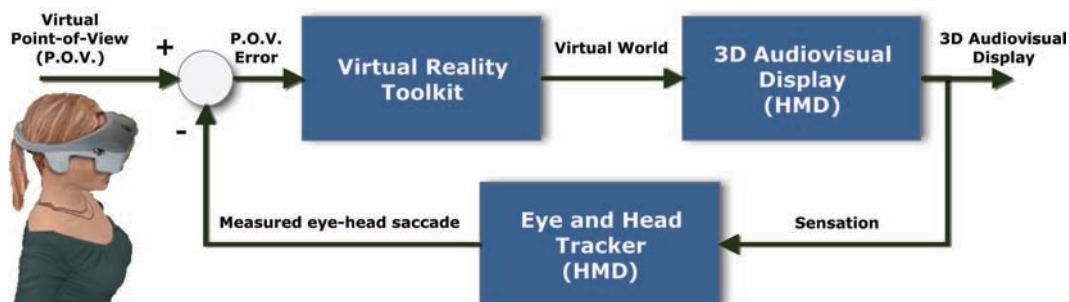 Virtual
Point-of-View
(P.O.V.)
+
-
P.O.V.
Error
Virtual Reality
Toolkit
Virtual World
3D Audiovisual
Display
(HMD)
3D Audiovisual
Display
Measured eye-head saccade
Eye and Head
Tracker
(HMD)
Sensation